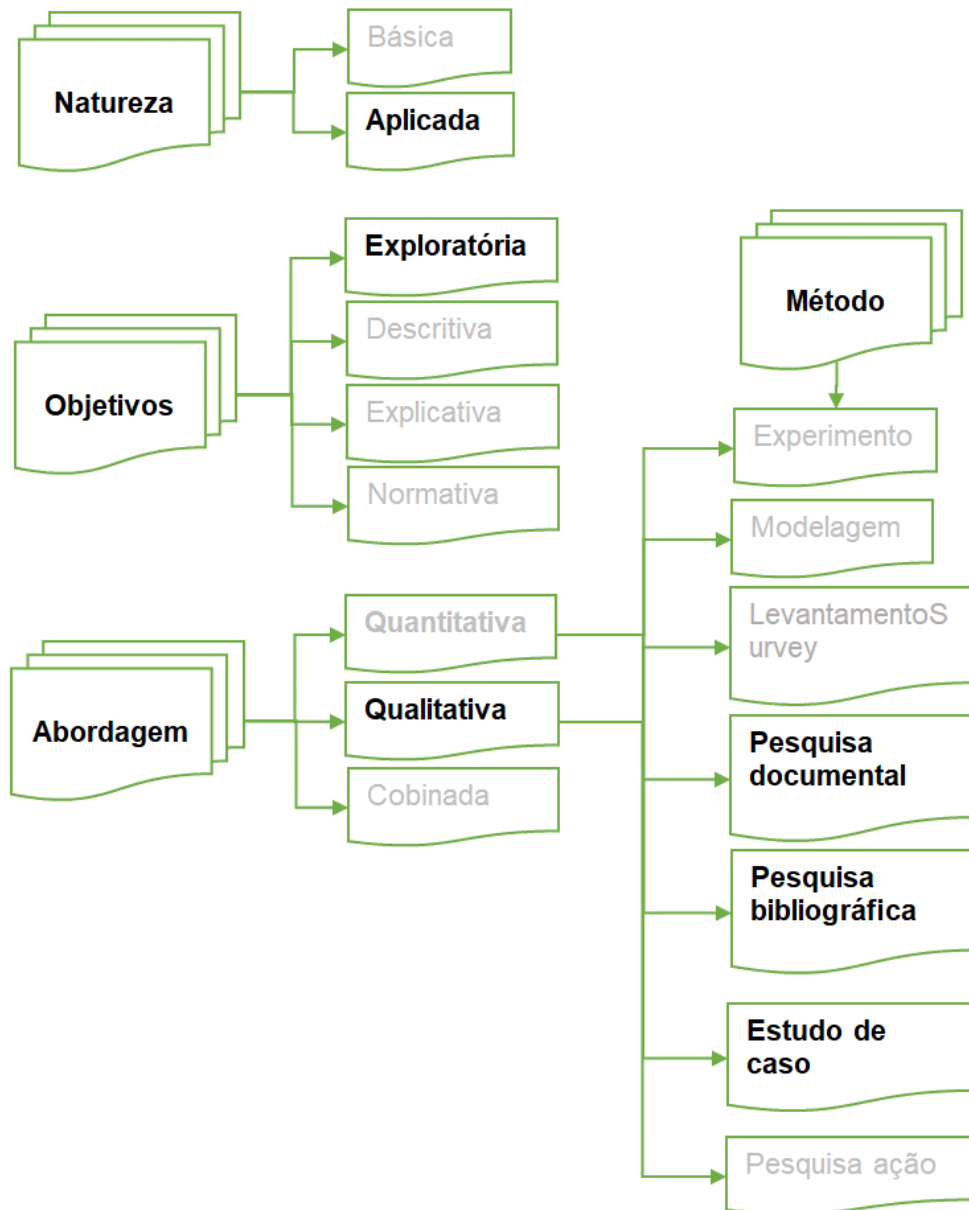 Natureza
Básica
Aplicada
Objetivos
Exploratória
Descritiva
Explicativa
Normativa
Abordagem
Quantitativa
Qualitativa
Cobinada
Método
Experimento
Modelagem
LevantamentoS
urvey
Pesquisa
documental
Pesquisa
bibliográfica
Estudo de
caso
Pesquisa ação